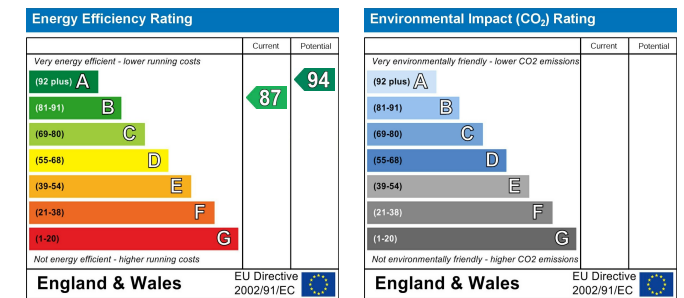 Energy Efficiency Rating
Current Potential
Very energy efficient - lower running costs
(92 plus) A
(81-91) B
(69-80) C
(55-68) D
(39-54) E
(21-38) F
(1-20) G
87
94
Not energy efficient - higher running costs
England & Wales
EU Directive
2002/91/EC
Environmental Impact (CO2) Rating
Current Potential
Very environmentally friendly - lower CO2 emissions
(92 plus) A
(81-91) B
(69-80) C
(55-68) D
(39-54) E
(21-38) F
(1-20) G
Not environmentally friendly - higher CO2 emissions
England & Wales
EU Directive
2002/91/EC